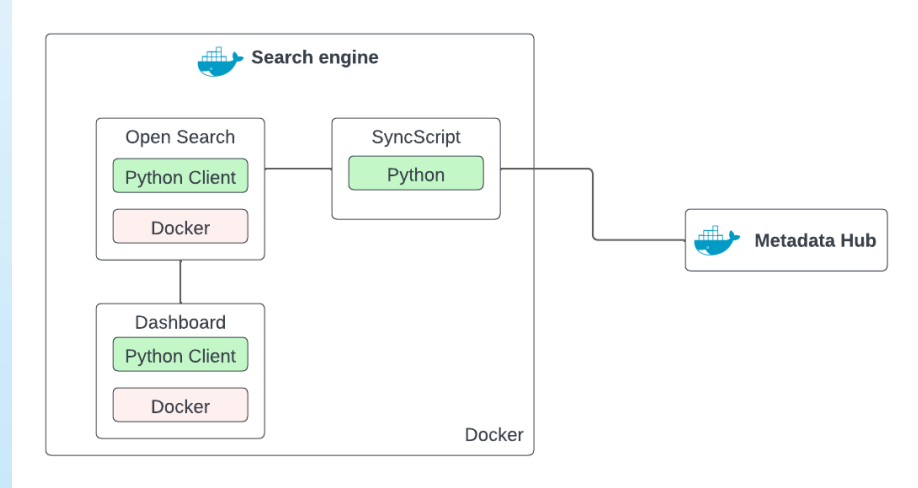 Search engine
Open Search
Python Client
Docker
SyncScript
Python
Metadata Hub
Dashboard
Python Client
Docker
Docker